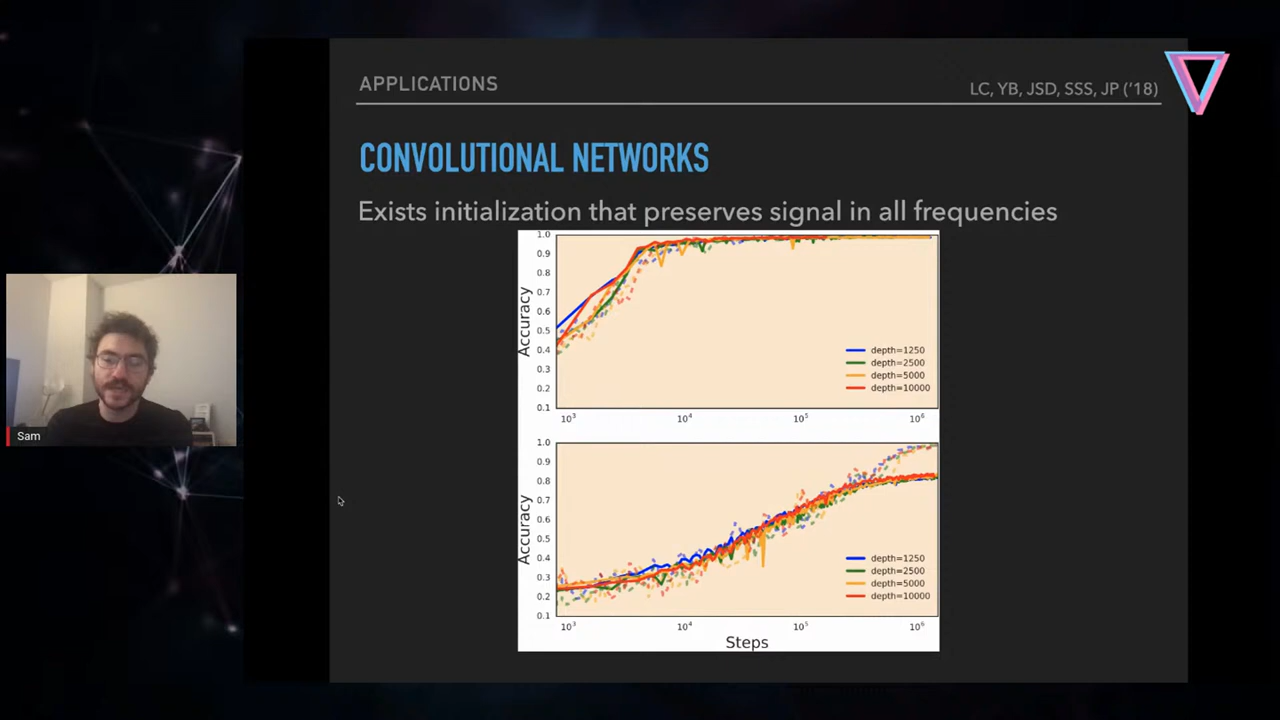 APPLICATIONS
LC, YB, JSD, SSS, JP ('18)
CONVOLUTIONAL NETWORKS
Exists initialization that preserves signal in all frequencies
1.0
0.9
0.8
0.7
0.6
0.5
0.4
0.3
0.2
0.1
Accuracy
depth=1250
depth=2500
depth=5000
depth=10000
10³
10⁴
10⁵
10⁶
1.0
0.9
0.8
0.7
0.6
0.5
0.4
0.3
0.2
0.1
Accuracy
depth=1250
depth=2500
depth=5000
depth=10000
10³
10⁴
10⁵
10⁶
Steps
Sam